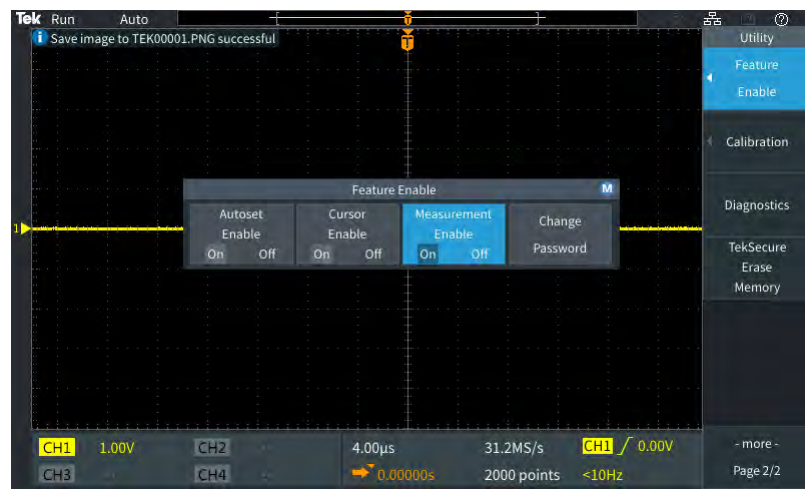 Tek Run Auto
T
i Save image to TEK00001.PNG successful
T
Utility
Feature
Enable
Calibration
Diagnostics
TekSecure
Erase
Memory
- more -
Page 2/2
Feature Enable M
Autoset
Enable
On Off
Cursor
Enable
On Off
Measurement
Enable
On Off
Change
Password
1
CH1 1.00V CH2 4.00µs 31.2MS/s CH1 0.00V
CH3 CH4 0.00000s 2000 points <10Hz